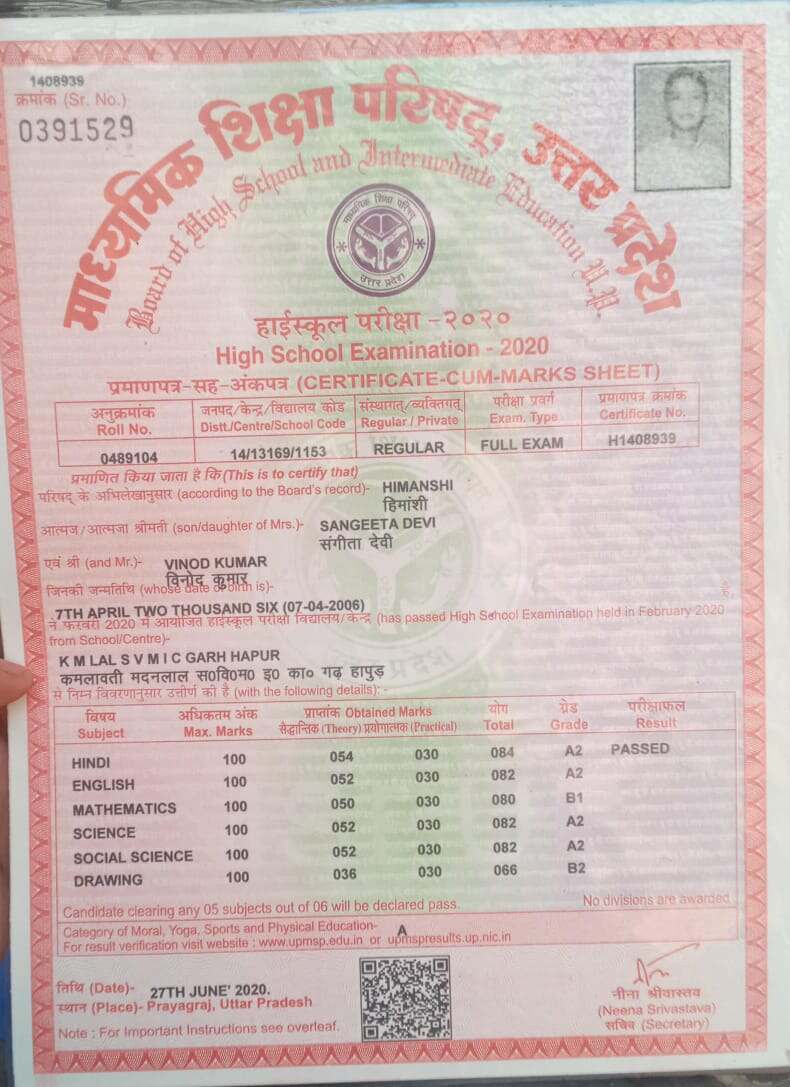 1408939
क्रमांक (Sr. No.)
0391529
माध्यमिक शिक्षा परिषद्, उत्तर प्रदेश
Board of High School and Intermediate Education U.P.
माध्यमिक शिक्षा परिषद्
उत्तर प्रदेश
हाईस्कूल परीक्षा - २०२०
High School Examination - 2020
प्रमाणपत्र-सह-अंकपत्र (CERTIFICATE-CUM-MARKS SHEET)
अनुक्रमांक जनपद/केन्द्र/विद्यालय कोड संस्थागत/व्यक्तिगत परीक्षा प्रवर्ग प्रमाणपत्र क्रमांक
Roll No. Distt./Centre/School Code Regular / Private Exam. Type Certificate No.
0489104 14/13169/1153 REGULAR FULL EXAM H1408939
प्रमाणित किया जाता है कि (This is to certify that)
परिषद् के अभिलेखानुसार (according to the Board's record)- HIMANSHI
हिमांशी
आत्मज/आत्मजा श्रीमती (son/daughter of Mrs.)- SANGEETA DEVI
संगीता देवी
एवं श्री (and Mr.)- VINOD KUMAR
विनोद कुमार
जिनकी जन्मतिथि (whose date of birth is)-
7TH APRIL TWO THOUSAND SIX (07-04-2006)
ने फरवरी 2020 में आयोजित हाईस्कूल परीक्षा विद्यालय/केन्द्र (has passed High School Examination held in February 2020
from School/Centre)-
K M LAL S V M I C GARH HAPUR
कमलावती मदनलाल स०वि०म० इ० का० गढ़ हापुड़
से निम्न विवरणानुसार उत्तीर्ण की है (with the following details): -
विषय अधिकतम अंक प्राप्तांक Obtained Marks योग ग्रेड परीक्षाफल
Subject Max. Marks सैद्धान्तिक (Theory) प्रयोगात्मक (Practical) Total Grade Result
HINDI 100 054 030 084 A2 PASSED
ENGLISH 100 052 030 082 A2
MATHEMATICS 100 050 030 080 B1
SCIENCE 100 052 030 082 A2
SOCIAL SCIENCE 100 052 030 082 A2
DRAWING 100 036 030 066 B2
Candidate clearing any 05 subjects out of 06 will be declared pass. No divisions are awarded
Category of Moral, Yoga, Sports and Physical Education- A
For result verification visit website : www.upmsp.edu.in or upmspresults.up.nic.in
तिथि (Date)- 27TH JUNE' 2020.
स्थान (Place)- Prayagraj, Uttar Pradesh
Note : For Important Instructions see overleaf.
नीना श्रीवास्तव
(Neena Srivastava)
सचिव (Secretary)